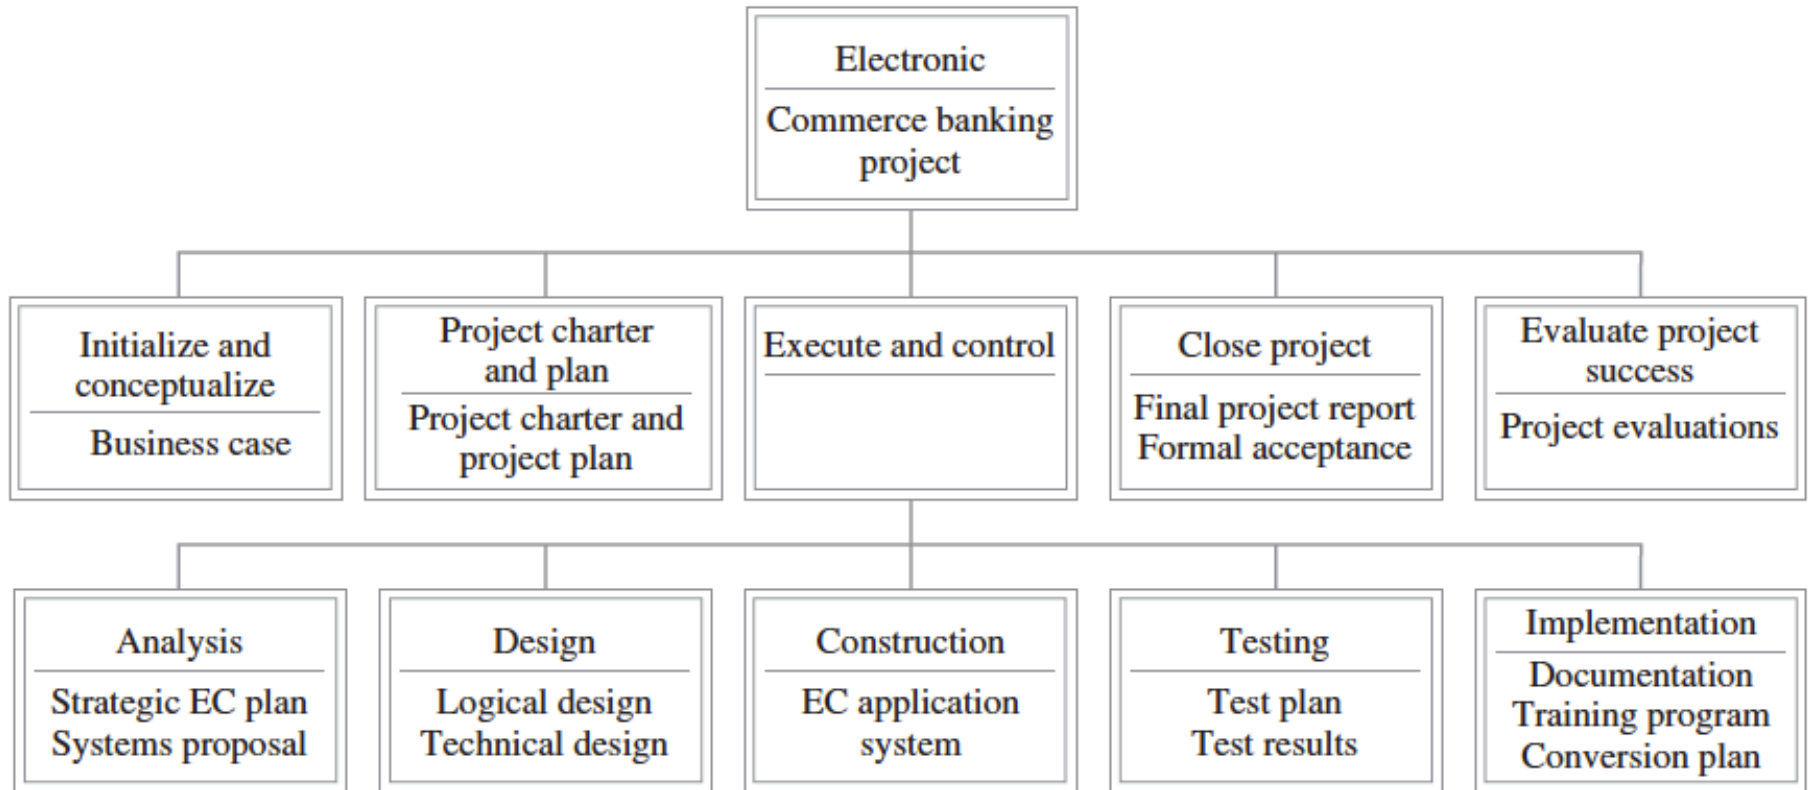 Electronic
Commerce banking
project
Initialize and
conceptualize
Business case
Project charter
and plan
Project charter and
project plan
Execute and control
Close project
Final project report
Formal acceptance
Evaluate project
success
Project evaluations
Analysis
Strategic EC plan
Systems proposal
Design
Logical design
Technical design
Construction
EC application
system
Testing
Test plan
Test results
Implementation
Documentation
Training program
Conversion plan